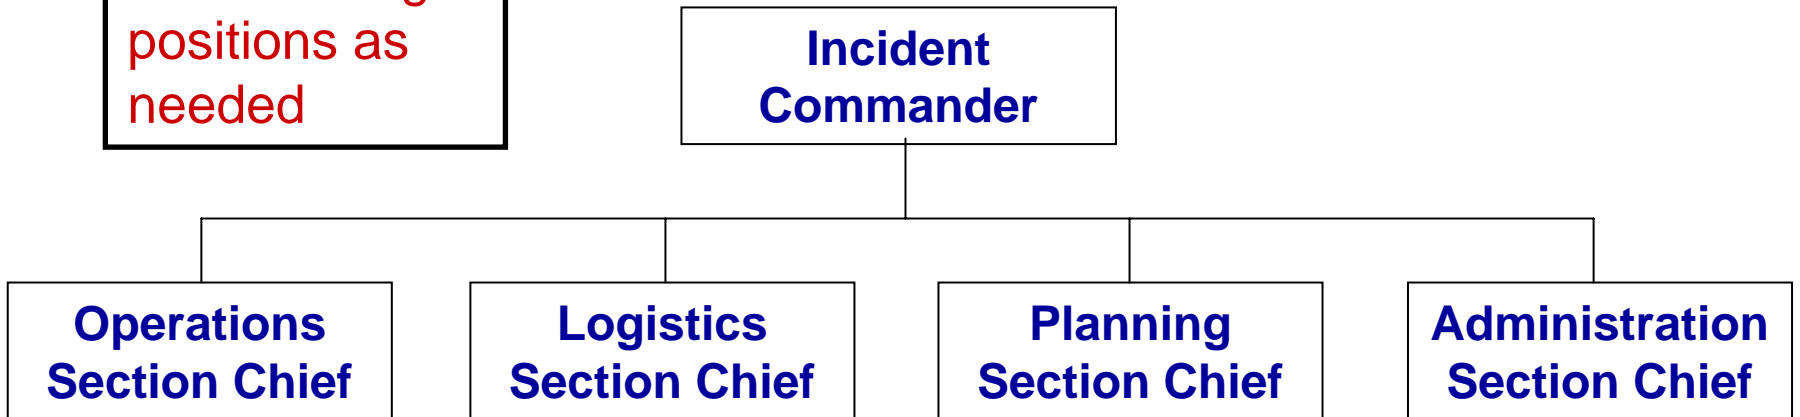 positions as
needed
Incident
Commander
Operations
Section Chief
Logistics
Section Chief
Planning
Section Chief
Administration
Section Chief